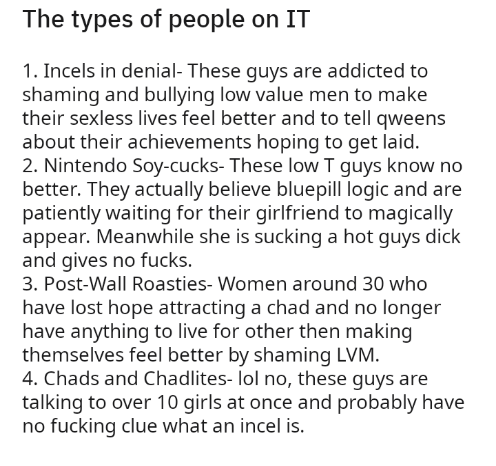 The types of people on IT
1. Incels in denial- These guys are addicted to
shaming and bullying low value men to make
their sexless lives feel better and to tell qweens
about their achievements hoping to get laid.
2. Nintendo Soy-cucks- These low T guys know no
better. They actually believe bluepill logic and are
patiently waiting for their girlfriend to magically
appear. Meanwhile she is sucking a hot guys dick
and gives no fucks.
3. Post-Wall Roasties- Women around 30 who
have lost hope attracting a chad and no longer
have anything to live for other then making
themselves feel better by shaming LVM.
4. Chads and Chadlites- lol no, these guys are
talking to over 10 girls at once and probably have
no fucking clue what an incel is.